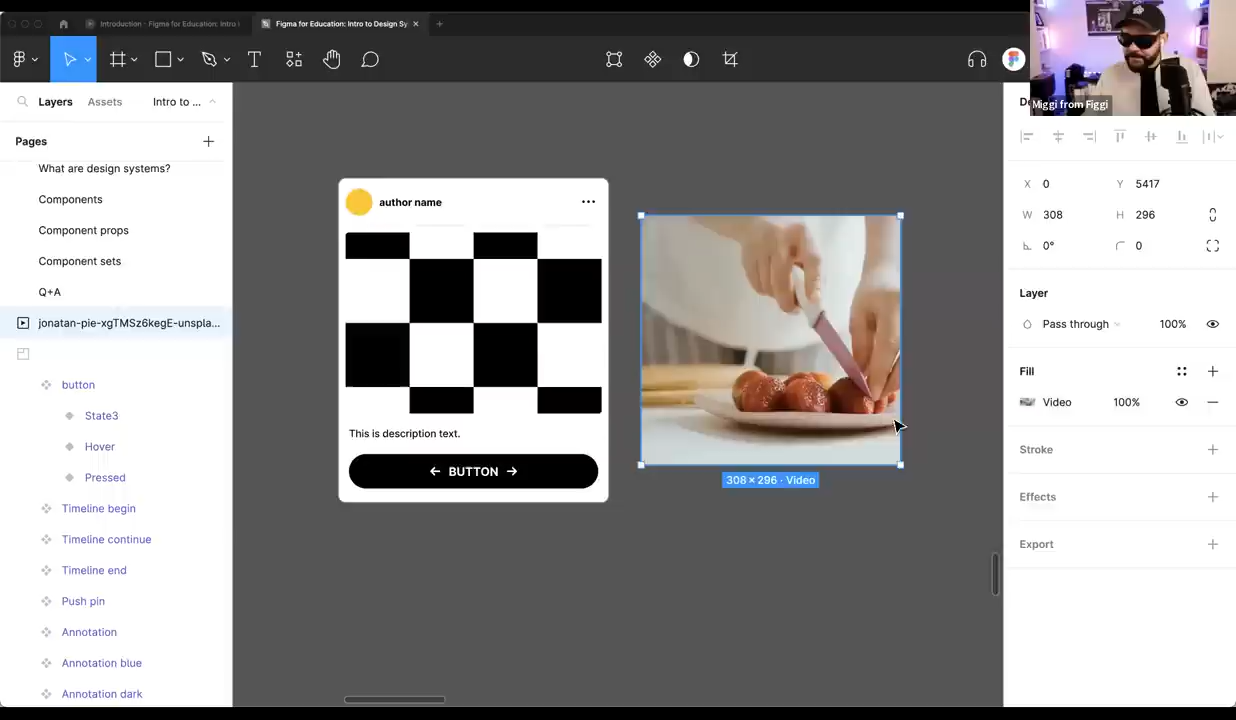 Introduction - Figma for Education: Intro t
Figma for Education: Intro to Design Sy
Miggi from Figgi
Layers
Assets
Intro to ...
Pages
What are design systems?
Components
Component props
Component sets
Q+A
jonatan-pie-xgTMSz6kegE-unspla...
button
State3
Hover
Pressed
Timeline begin
Timeline continue
Timeline end
Push pin
Annotation
Annotation blue
Annotation dark
author name
This is description text.
BUTTON
308 × 296 · Video
X 0 Y 5417
W 308 H 296
0° 0
Layer
Pass through 100%
Fill
Video 100%
Stroke
Effects
Export